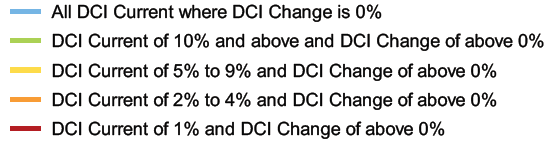 All DCI Current where DCI Change is 0%
DCI Current of 10% and above and DCI Change of above 0%
DCI Current of 5% to 9% and DCI Change of above 0%
DCI Current of 2% to 4% and DCI Change of above 0%
DCI Current of 1% and DCI Change of above 0%